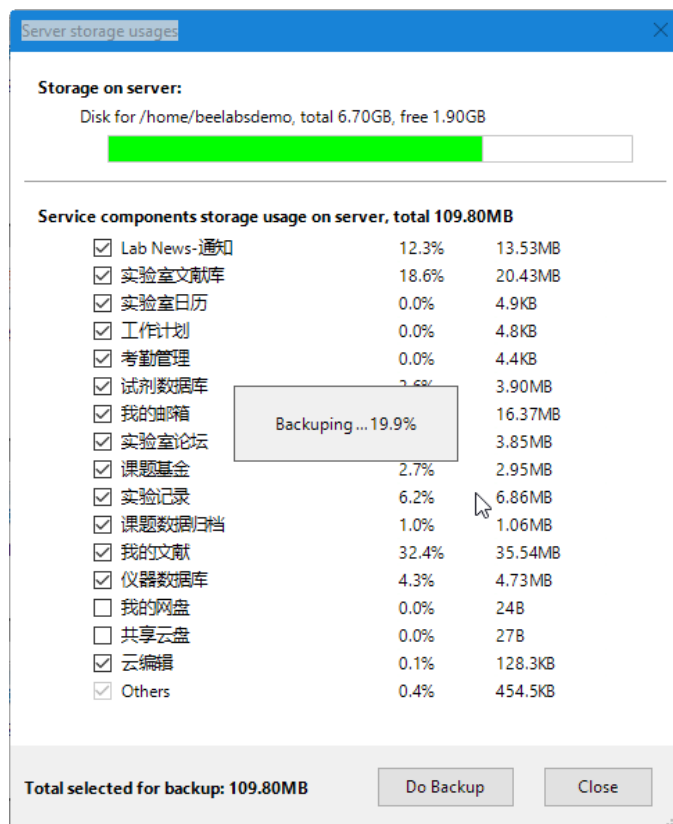 Server storage usages
Storage on server:
Disk for /home/beelabsdemo, total 6.70GB, free 1.90GB
Service components storage usage on server, total 109.80MB
Lab News-通知 12.3% 13.53MB
实验室文献库 18.6% 20.43MB
实验室日历 0.0% 4.9KB
工作计划 0.0% 4.8KB
考勤管理 0.0% 4.4KB
试剂数据库 3.90MB
我的邮箱 16.37MB
Backuping...19.9%
实验室论坛 3.85MB
课题基金 2.7% 2.95MB
实验记录 6.2% 6.86MB
课题数据归档 1.0% 1.06MB
我的文献 32.4% 35.54MB
仪器数据库 4.3% 4.73MB
我的网盘 0.0% 24B
共享云盘 0.0% 27B
云编辑 0.1% 128.3KB
Others 0.4% 454.5KB
Total selected for backup: 109.80MB Do Backup Close